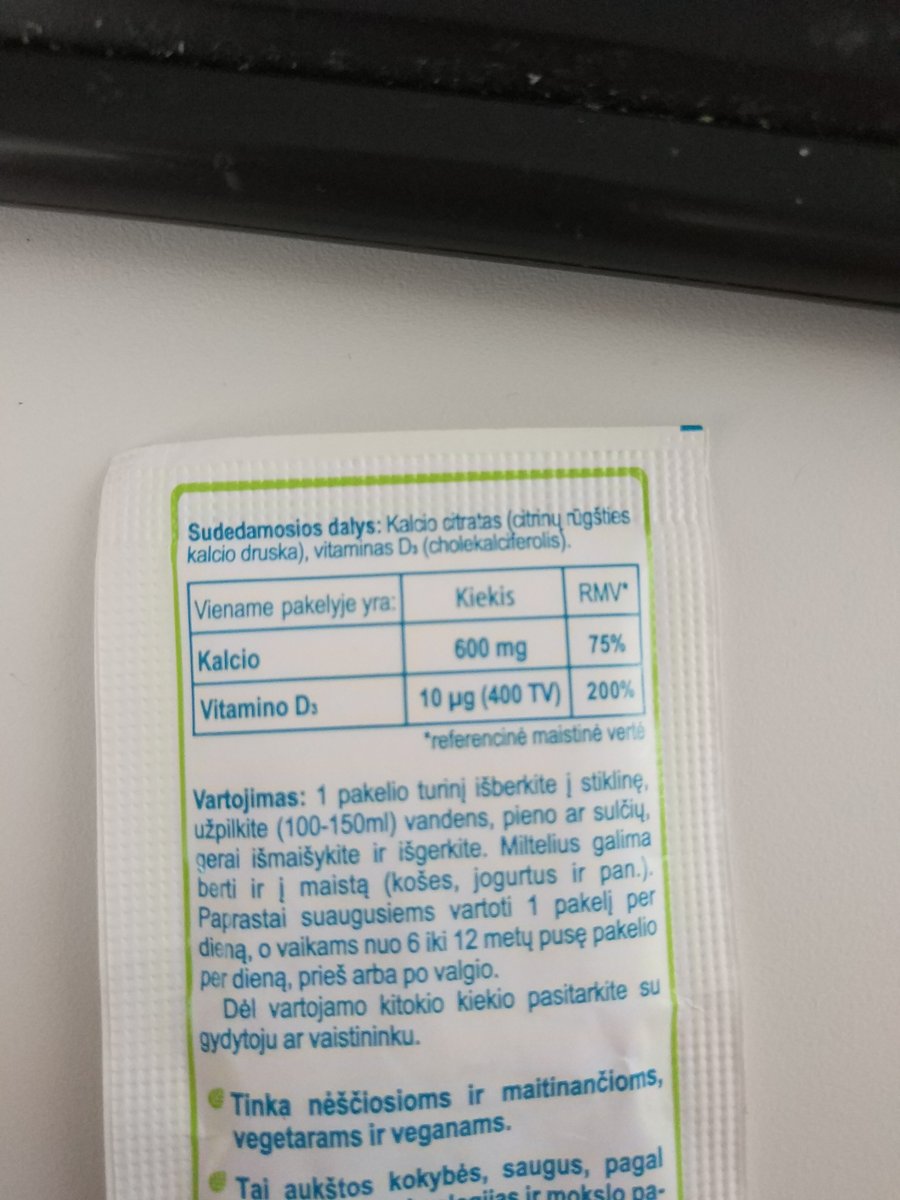 Sudedamosios dalys: Kalcio citratas (citrinų rūgšties
kalcio druska), vitaminas D₃ (cholekalciferolis).
Viename pakelyje yra: Kiekis RMV*
Kalcio 600 mg 75%
Vitamino D₃ 10 µg (400 TV) 200%
*referencinė maistinė vertė
Vartojimas: 1 pakelio turinį išberkite į stiklinę,
užpilkite (100-150ml) vandens, pieno ar sulčių,
gerai išmaišykite ir išgerkite. Miltelius galima
berti ir į maistą (košes, jogurtus ir pan.).
Paprastai suaugusiems vartoti 1 pakelį per
dieną, o vaikams nuo 6 iki 12 metų pusę pakelio
per dieną, prieš arba po valgio.
Dėl vartojamo kitokio kiekio pasitarkite su
gydytoju ar vaistininku.
Tinka nėščiosioms ir maitinančioms,
vegetarams ir veganams.
Tai aukštos kokybės, saugus, pagal
ir mokslo pa-